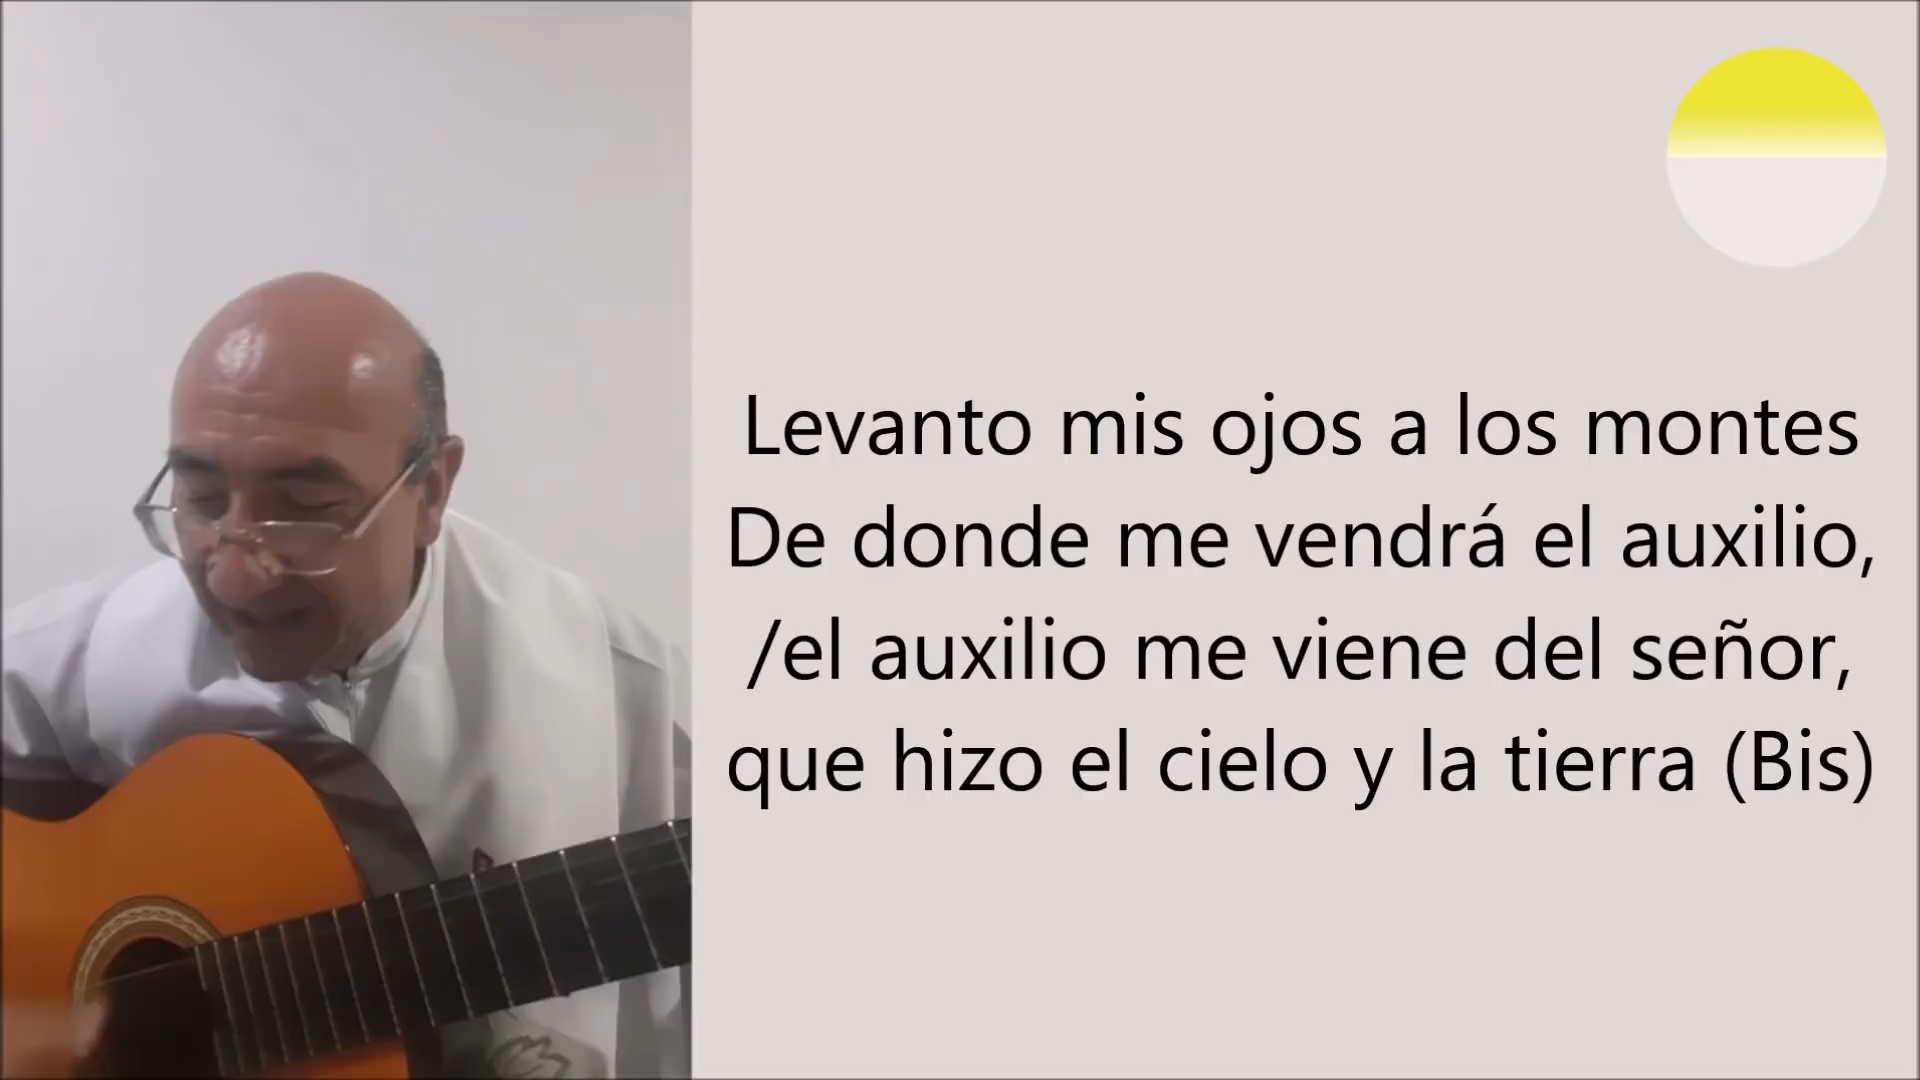 Levanto mis ojos a los montes
De donde me vendrá el auxilio,
/el auxilio me viene del señor,
que hizo el cielo y la tierra (Bis)